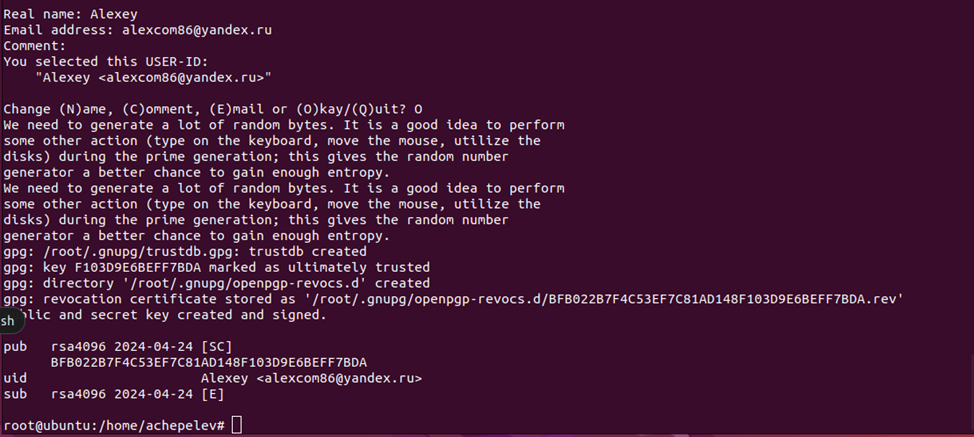 Real name: Alexey
Email address: alexcom86@yandex.ru
Comment:
You selected this USER-ID:
    "Alexey <alexcom86@yandex.ru>"

Change (N)ame, (C)omment, (E)mail or (O)kay/(Q)uit? O
We need to generate a lot of random bytes. It is a good idea to perform
some other action (type on the keyboard, move the mouse, utilize the
disks) during the prime generation; this gives the random number
generator a better chance to gain enough entropy.
We need to generate a lot of random bytes. It is a good idea to perform
some other action (type on the keyboard, move the mouse, utilize the
disks) during the prime generation; this gives the random number
generator a better chance to gain enough entropy.
gpg: /root/.gnupg/trustdb.gpg: trustdb created
gpg: key F103D9E6BEFF7BDA marked as ultimately trusted
gpg: directory '/root/.gnupg/openpgp-revocs.d' created
gpg: revocation certificate stored as '/root/.gnupg/openpgp-revocs.d/BFB022B7F4C53EF7C81AD148F103D9E6BEFF7BDA.rev'
sh blic and secret key created and signed.

pub   rsa4096 2024-04-24 [SC]
      BFB022B7F4C53EF7C81AD148F103D9E6BEFF7BDA
uid                      Alexey <alexcom86@yandex.ru>
sub   rsa4096 2024-04-24 [E]

root@ubuntu:/home/achepelev#